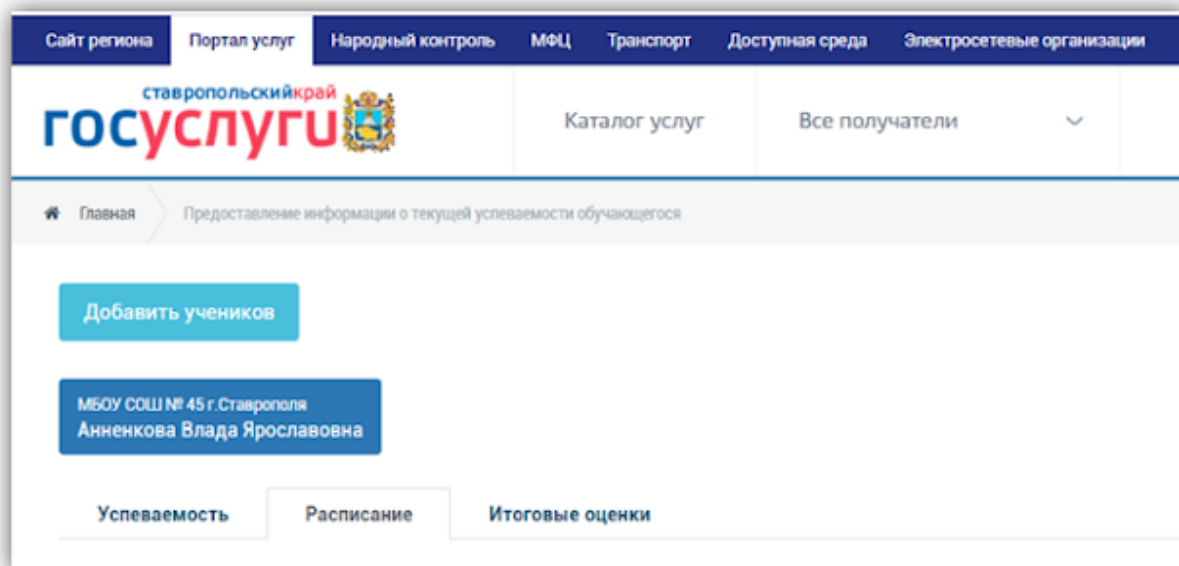 Сайт региона Портал услуг Народный контроль МФЦ Транспорт Доступная среда Электросетевые организации
ставропольскийкрай
госуслуги
Каталог услуг Все получатели
Главная Предоставление информации о текущей успеваемости обучающегося
Добавить учеников
МБОУ СОШ № 45 г.Ставрополя
Анненкова Влада Ярославовна
Успеваемость Расписание Итоговые оценки